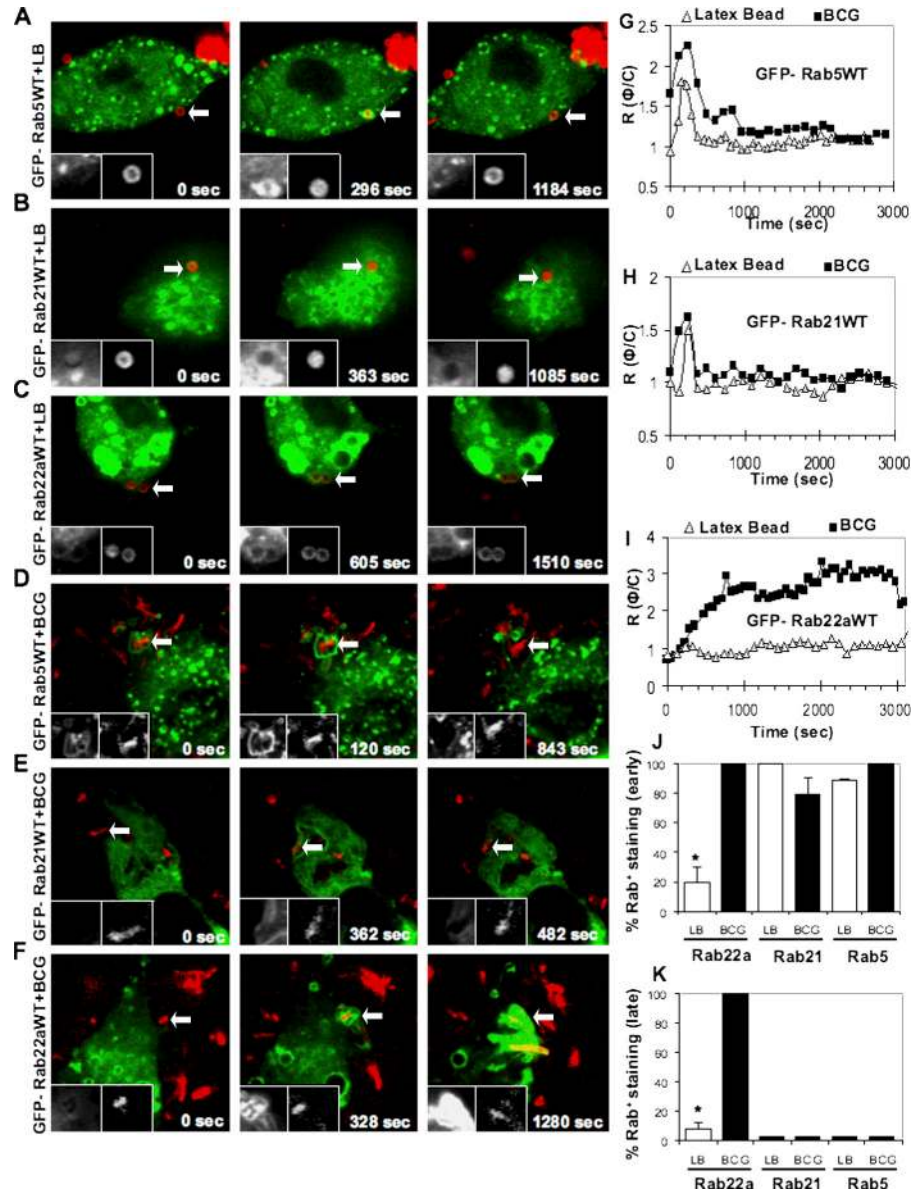 A
GFP- Rab5WT+LB
0 sec
296 sec
1184 sec
B
GFP- Rab21WT+LB
0 sec
363 sec
1085 sec
C
GFP- Rab22aWT+LB
0 sec
605 sec
1510 sec
D
GFP- Rab5WT+BCG
0 sec
120 sec
843 sec
E
GFP- Rab21WT+BCG
0 sec
362 sec
482 sec
F
GFP- Rab22aWT+BCG
0 sec
328 sec
1280 sec
G
Latex Bead BCG
GFP- Rab5WT
R (Φ/C)
2.5
2
1.5
1
0.5
0 1000 2000 3000
Time (sec)
H
Latex Bead BCG
GFP- Rab21WT
R (Φ/C)
2
1.5
1
0.5
0 1000 2000 3000
Time (sec)
I
Latex Bead BCG
GFP- Rab22aWT
R (Φ/C)
4
3
2
1
0
0 1000 2000 3000
Time (sec)
J
% Rab⁺ staining (early)
100
80
60
40
20
0
*
LB BCG LB BCG LB BCG
Rab22a Rab21 Rab5
K
% Rab⁺ staining (late)
100
80
60
40
20
0
*
LB BCG LB BCG LB BCG
Rab22a Rab21 Rab5